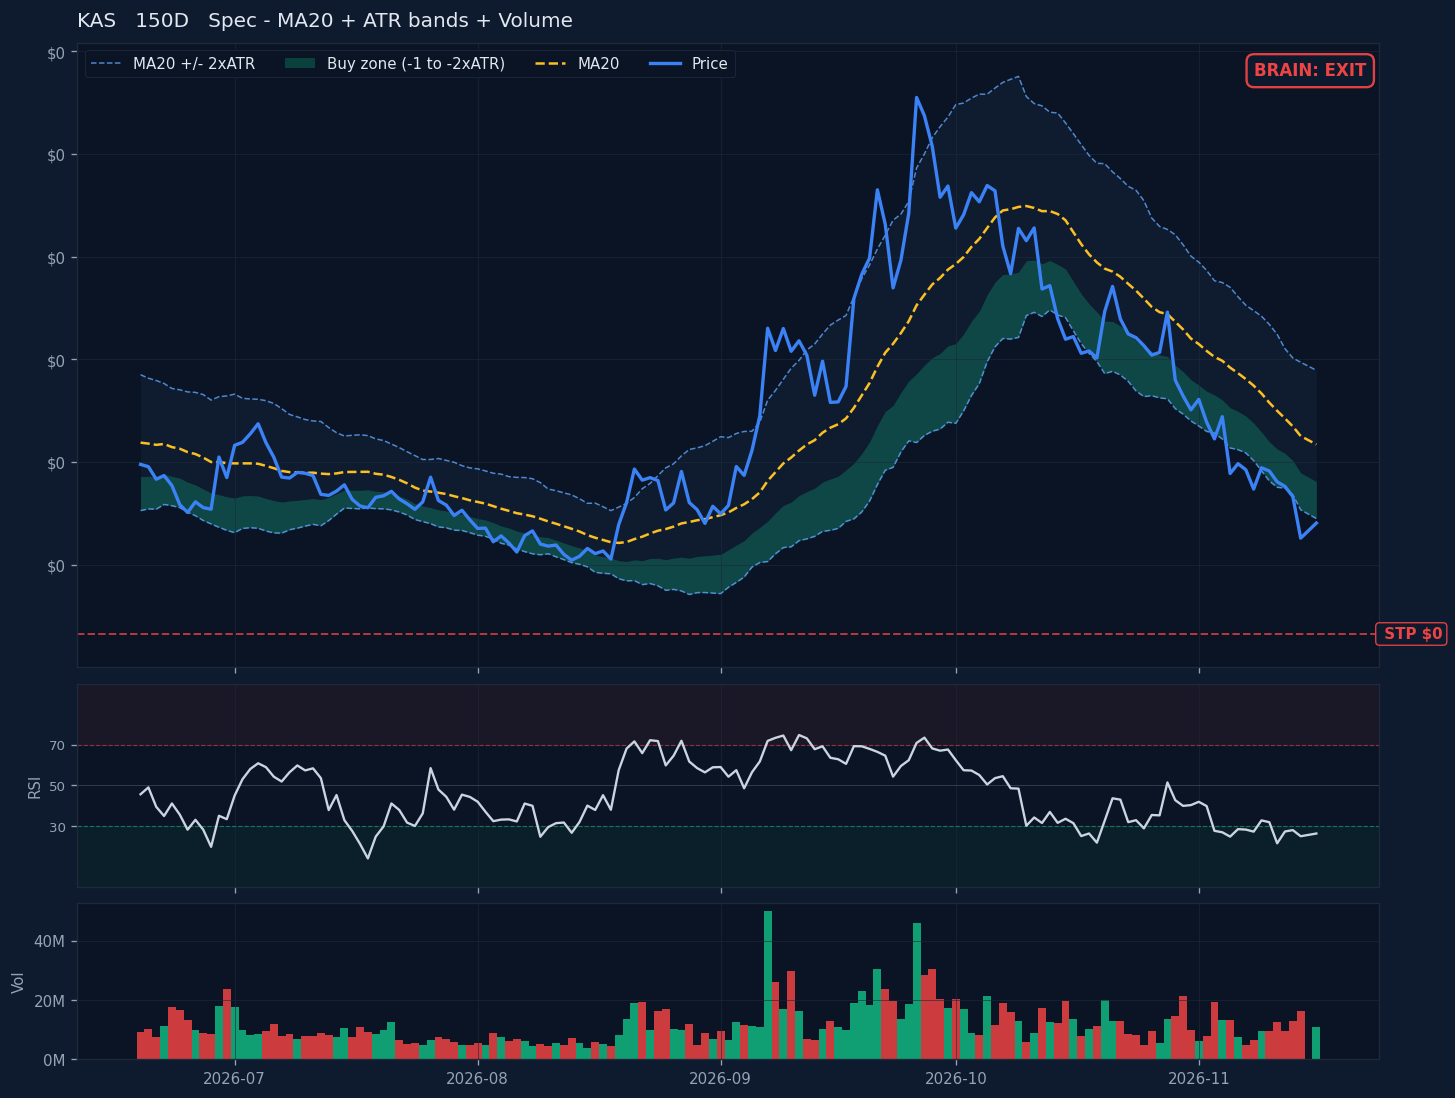 KAS   150D   Spec - MA20 + ATR bands + Volume
MA20 +/- 2xATR
Buy zone (-1 to -2xATR)
MA20
Price
BRAIN: EXIT
$0
$0
$0
$0
$0
$0
STP $0
RSI
70
50
30
Vol
40M
20M
0M
2026-07
2026-08
2026-09
2026-10
2026-11